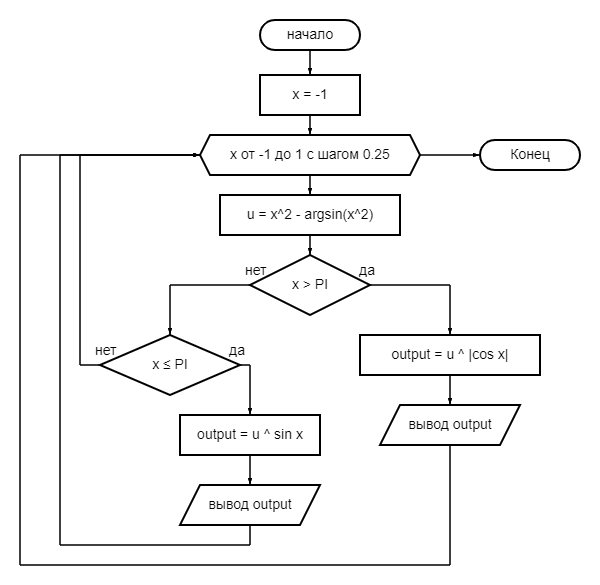 начало
x = -1
x от -1 до 1 с шагом 0.25
Конец
u = x^2 - argsin(x^2)
нет
да
x > PI
нет
да
x ≤ PI
output = u ^ |cos x|
output = u ^ sin x
вывод output
вывод output